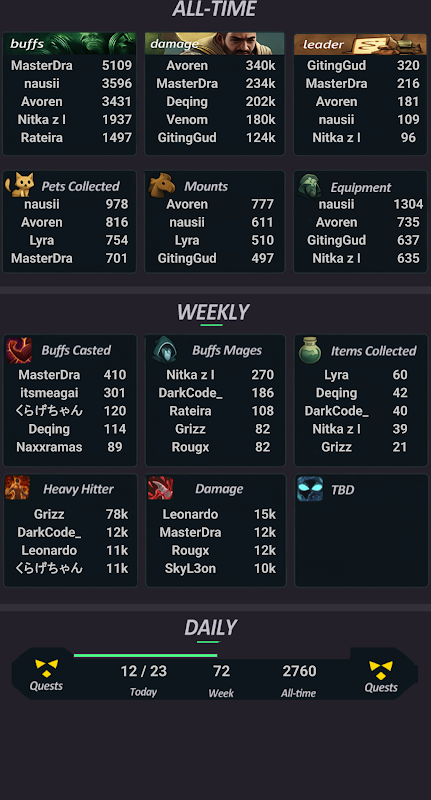 ALL-TIME
buffs
MasterDra 5109
nausii 3596
Avoren 3431
Nitka z l 1937
Rateira 1497
damage
Avoren 340k
MasterDra 234k
Deqing 202k
Venom 180k
GitingGud 124k
leader
GitingGud 320
MasterDra 216
Avoren 181
nausii 109
Nitka z l 96
Pets Collected
nausii 978
Avoren 816
Lyra 754
MasterDra 701
Mounts
Avoren 777
nausii 611
Lyra 510
GitingGud 497
Equipment
nausii 1304
Avoren 735
GitingGud 637
Nitka z l 635
WEEKLY
Buffs Casted
MasterDra 410
itsmeagai 301
くらげちゃん 120
Deqing 114
Naxxramas 89
Buffs Mages
Nitka z l 270
DarkCode_ 186
Rateira 108
Grizz 82
Rougx 82
Items Collected
Lyra 60
Deqing 42
DarkCode_ 40
Nitka z l 39
Grizz 21
Heavy Hitter
Grizz 78k
DarkCode_ 12k
Leonardo 11k
くらげちゃん 11k
Damage
Leonardo 15k
MasterDra 12k
Rougx 12k
SkyL3on 10k
TBD
DAILY
Quests
12 / 23
Today
72
Week
2760
All-time
Quests